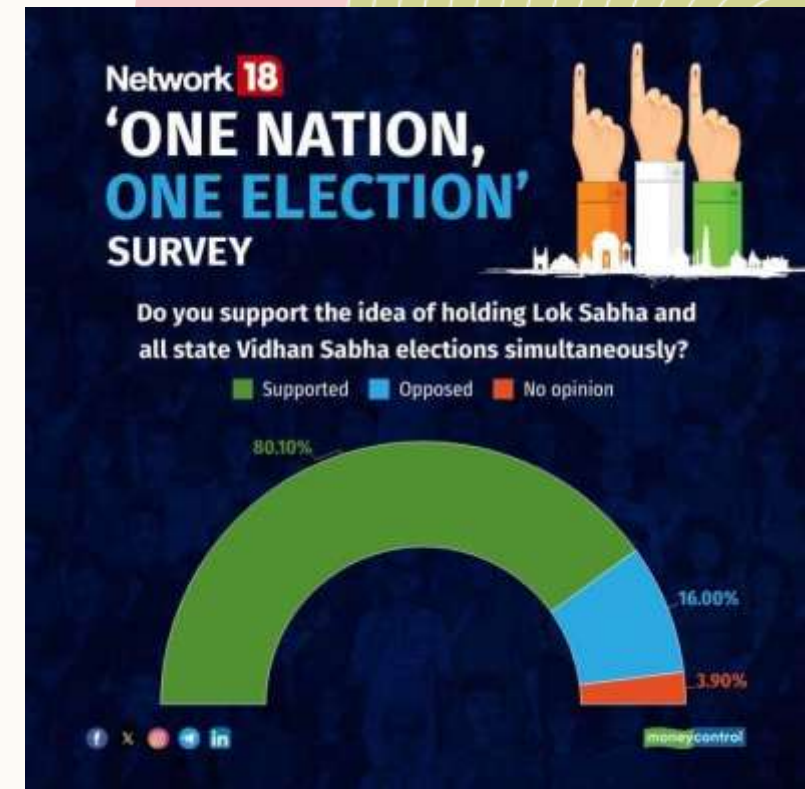 Network 18
‘ONE NATION,
ONE ELECTION’
SURVEY
Do you support the idea of holding Lok Sabha and
all state Vidhan Sabha elections simultaneously?
Supported Opposed No opinion
80.10%
16.00%
3.90%
moneycontrol